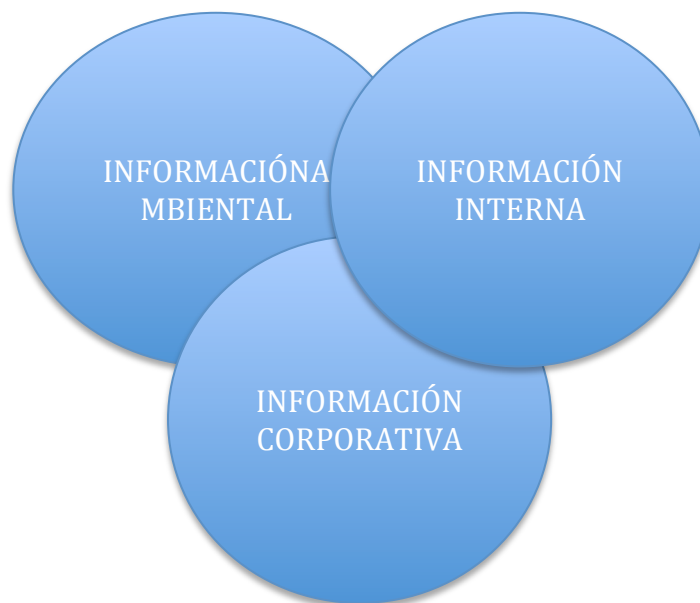 INFORMACIÓNA
MBIENTAL
INFORMACIÓN
INTERNA
INFORMACIÓN
CORPORATIVA